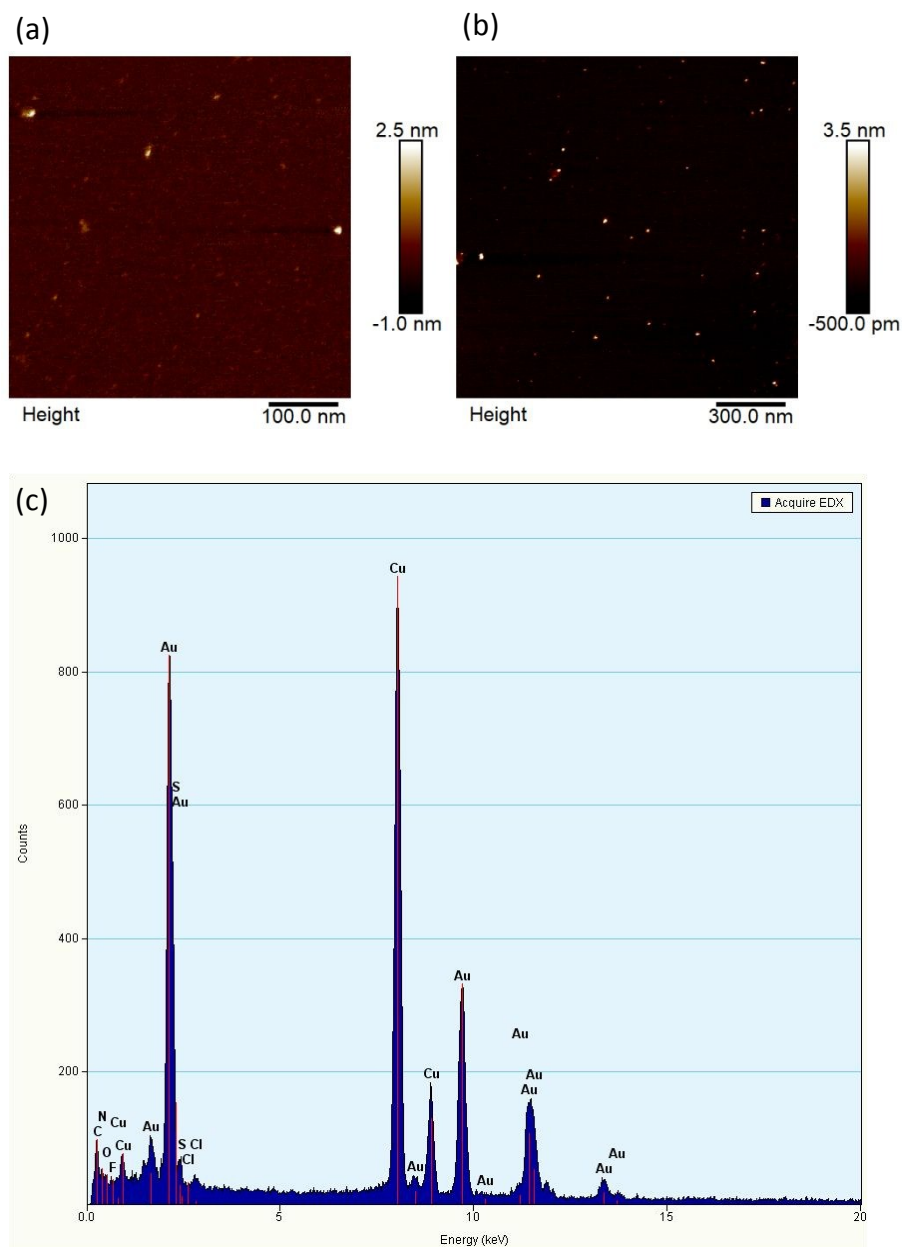 (a)
(b)
2.5 nm
-1.0 nm
3.5 nm
-500.0 pm
Height
100.0 nm
Height
300.0 nm
(c)
Acquire EDX
1000
800
600
400
200
Counts
Cu
Au
S
Au
Au
Au
Cu
Au
Au
N
Cu
C
Au
Cu
O
S Cl
Cl
F
Au
Au
Au
Au
0.0
5
10
15
20
Energy (keV)